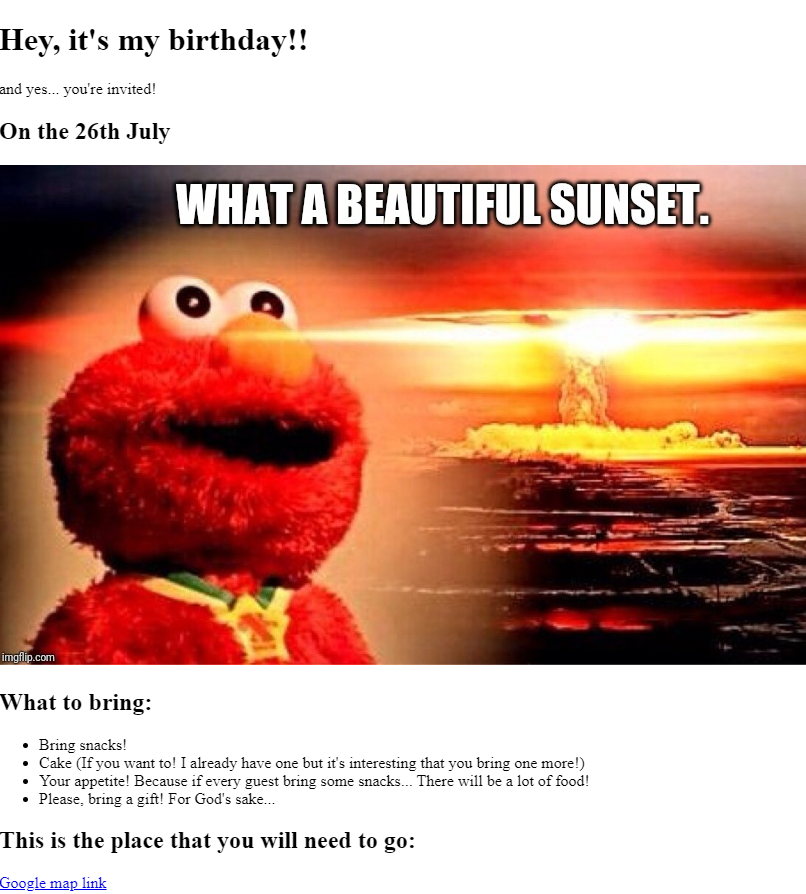 Hey, it's my birthday!!
and yes... you're invited!
On the 26th July
WHAT A BEAUTIFUL SUNSET.
imgflip.com
What to bring:
Bring snacks!
Cake (If you want to! I already have one but it's interesting that you bring one more!)
Your appetite! Because if every guest bring some snacks... There will be a lot of food!
Please, bring a gift! For God's sake...
This is the place that you will need to go:
Google map link